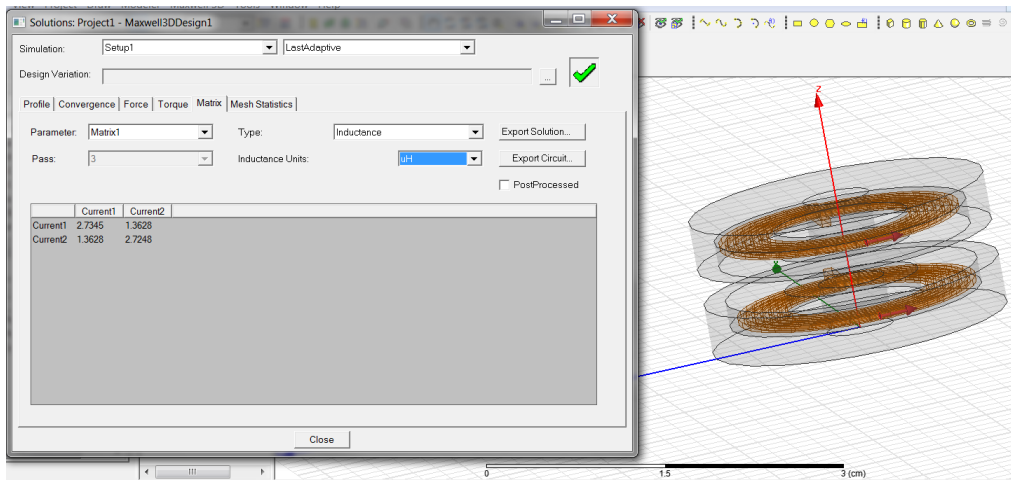 Solutions: Project1 - Maxwell3DDesign1
Simulation: Setup1 LastAdaptive
Design Variation: ...
Profile Convergence Force Torque Matrix Mesh Statistics
Parameter: Matrix1 Type: Inductance Export Solution...
Pass: 3 Inductance Units: uH Export Circuit...
PostProcessed
Current1 Current2
Current1 2.7345 1.3628
Current2 1.3628 2.7248
Close
z
0 1.5 3 (cm)